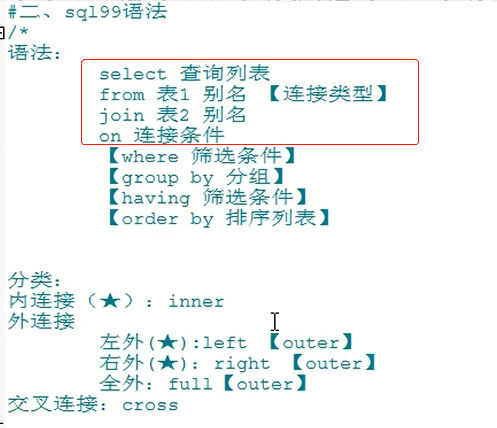 #二、sql99语法
/*
语法：
select 查询列表
from 表1 别名 【连接类型】
join 表2 别名
on 连接条件
【where 筛选条件】
【group by 分组】
【having 筛选条件】
【order by 排序列表】
分类：
内连接（★）：inner
外连接
左外(★):left 【outer】
右外(★)：right 【outer】
全外：full【outer】
交叉连接：cross